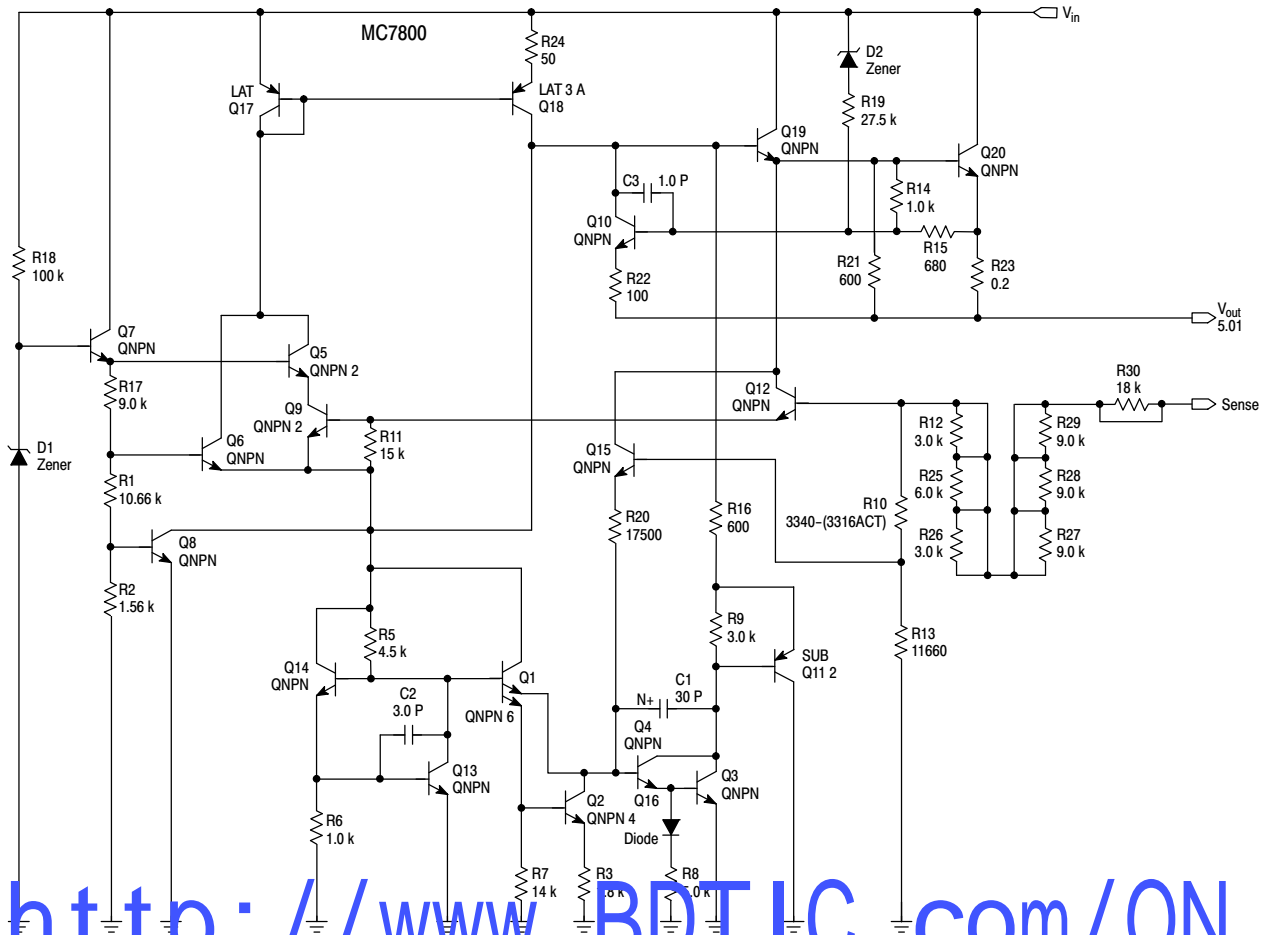 MC7800
Vin
R24
50
D2
Zener
LAT
Q17
LAT 3 A
Q18
R19
27.5 k
Q19
QNPN
Q20
QNPN
C3
1.0 P
R14
1.0 k
Q10
QNPN
R15
680
R18
100 k
R21
600
R23
0.2
R22
100
Vout
5.01
Q7
QNPN
Q5
QNPN 2
R30
18 k
Sense
R17
9.0 k
Q12
QNPN
Q9
QNPN 2
R12
3.0 k
R29
9.0 k
R11
15 k
Q6
QNPN
D1
Zener
Q15
QNPN
R25
6.0 k
R28
9.0 k
R1
10.66 k
R10
3340-(3316ACT)
R16
600
R20
17500
R26
3.0 k
R27
9.0 k
Q8
QNPN
R2
1.56 k
R9
3.0 k
R13
11660
R5
4.5 k
SUB
Q11 2
Q14
QNPN
Q1
QNPN 6
C2
3.0 P
C1
30 P
N+
Q4
QNPN
Q13
QNPN
Q3
QNPN
Q16
Q2
QNPN 4
R6
1.0 k
Diode
R7
14 k
R3
R8
http://www.BDTIC.com/ON